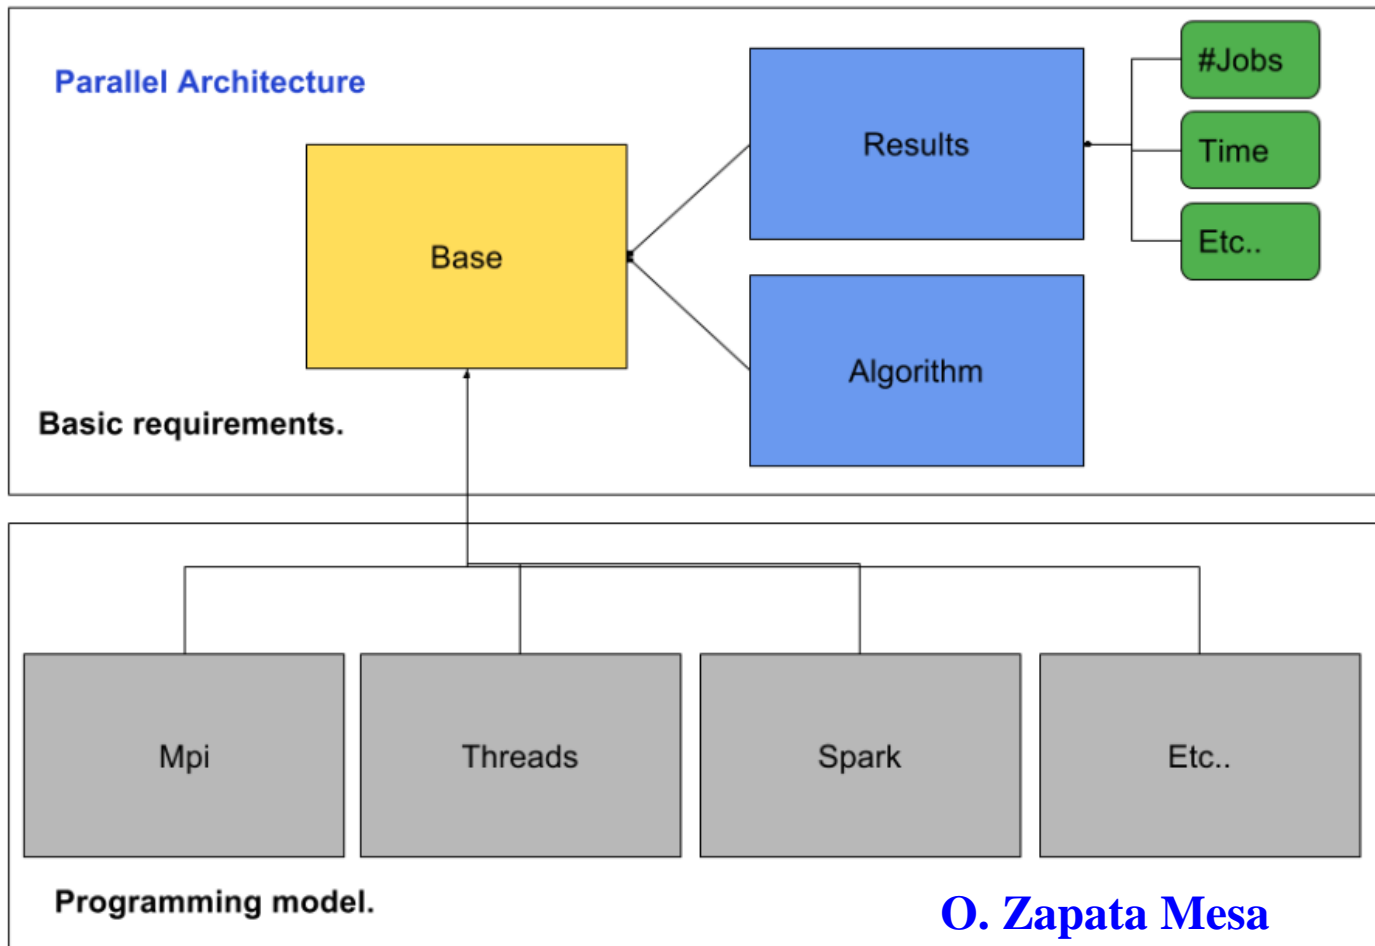 Parallel Architecture
Base
Results
Algorithm
#Jobs
Time
Etc..
Basic requirements.
Mpi
Threads
Spark
Etc..
Programming model.
O. Zapata Mesa